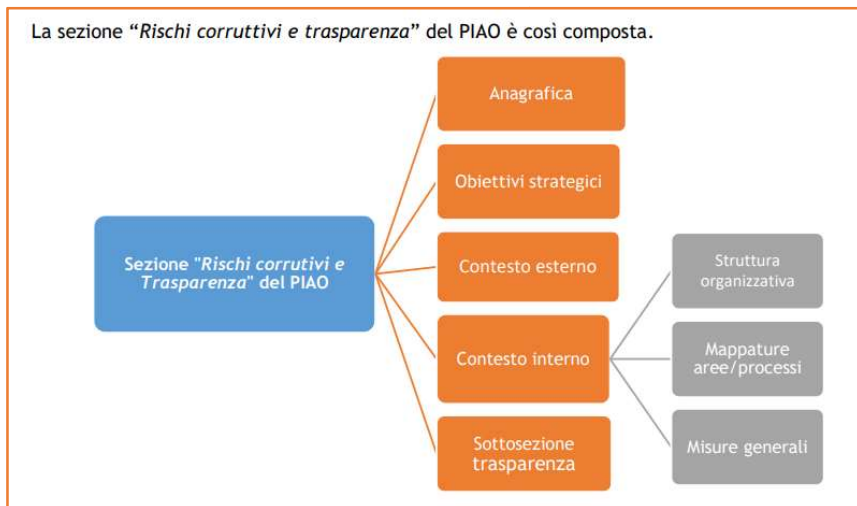 La sezione “Rischi corruttivi e trasparenza” del PIAO è così composta.
Anagrafica
Obiettivi strategici
Sezione "Rischi corrutivi e
Trasparenza" del PIAO
Contesto esterno
Contesto interno
Sottosezione
trasparenza
Struttura
organizzativa
Mappature
aree/processi
Misure generali